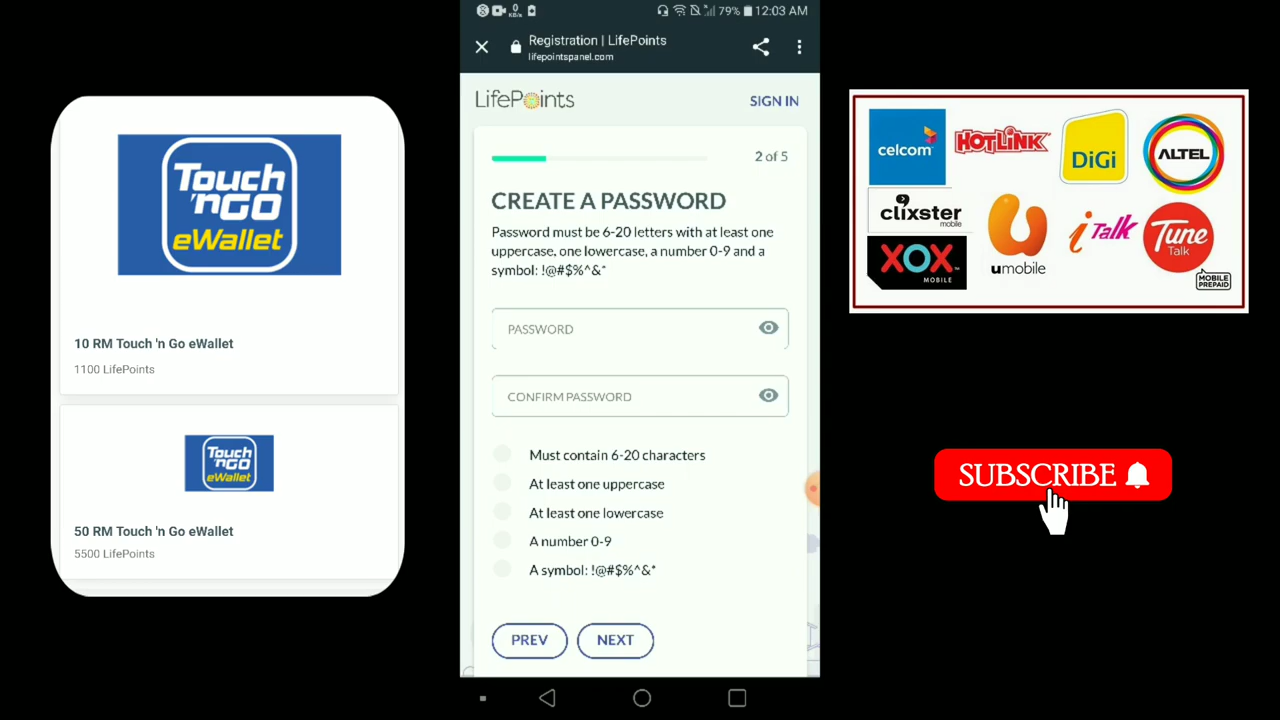 Touch
'nGO
eWallet
10 RM Touch 'n Go eWallet
1100 LifePoints
Touch
'nGO
eWallet
50 RM Touch 'n Go eWallet
5500 LifePoints
0
KB/s
79%
12:03 AM
Registration | LifePoints
lifepointspanel.com
LifePoints
SIGN IN
2 of 5
CREATE A PASSWORD
Password must be 6-20 letters with at least one
uppercase, one lowercase, a number 0-9 and a
symbol: !@#$%^&*
PASSWORD
CONFIRM PASSWORD
Must contain 6-20 characters
At least one uppercase
At least one lowercase
A number 0-9
A symbol: !@#$%^&*
PREV
NEXT
celcom
HOTLiNK
DiGi
ALTEL
clixster
mobile
XOX
MOBILE
umobile
iTalk
Tune
Talk
MOBILE
PREPAID
SUBSCRIBE